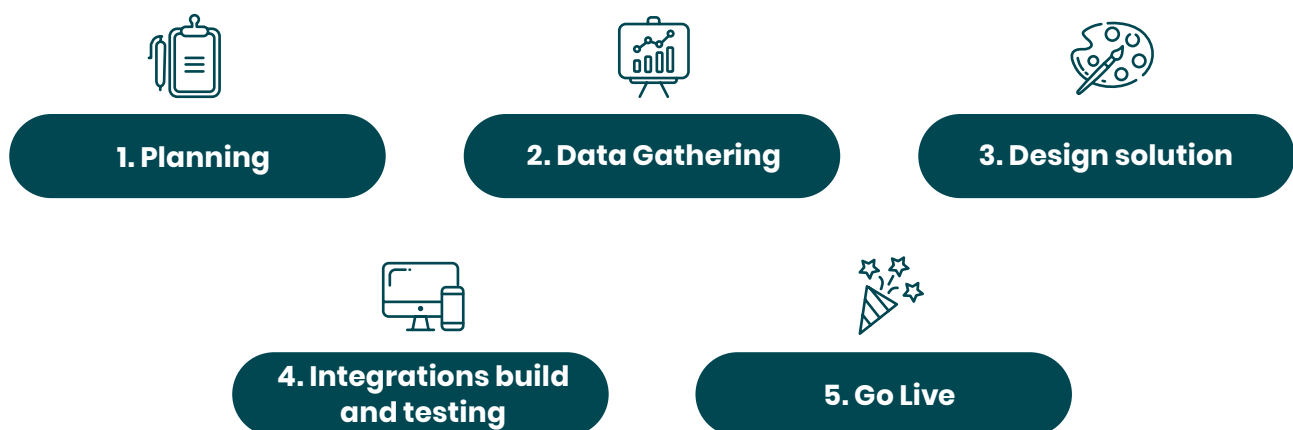 1. Planning
2. Data Gathering
3. Design solution
4. Integrations build
and testing
5. Go Live